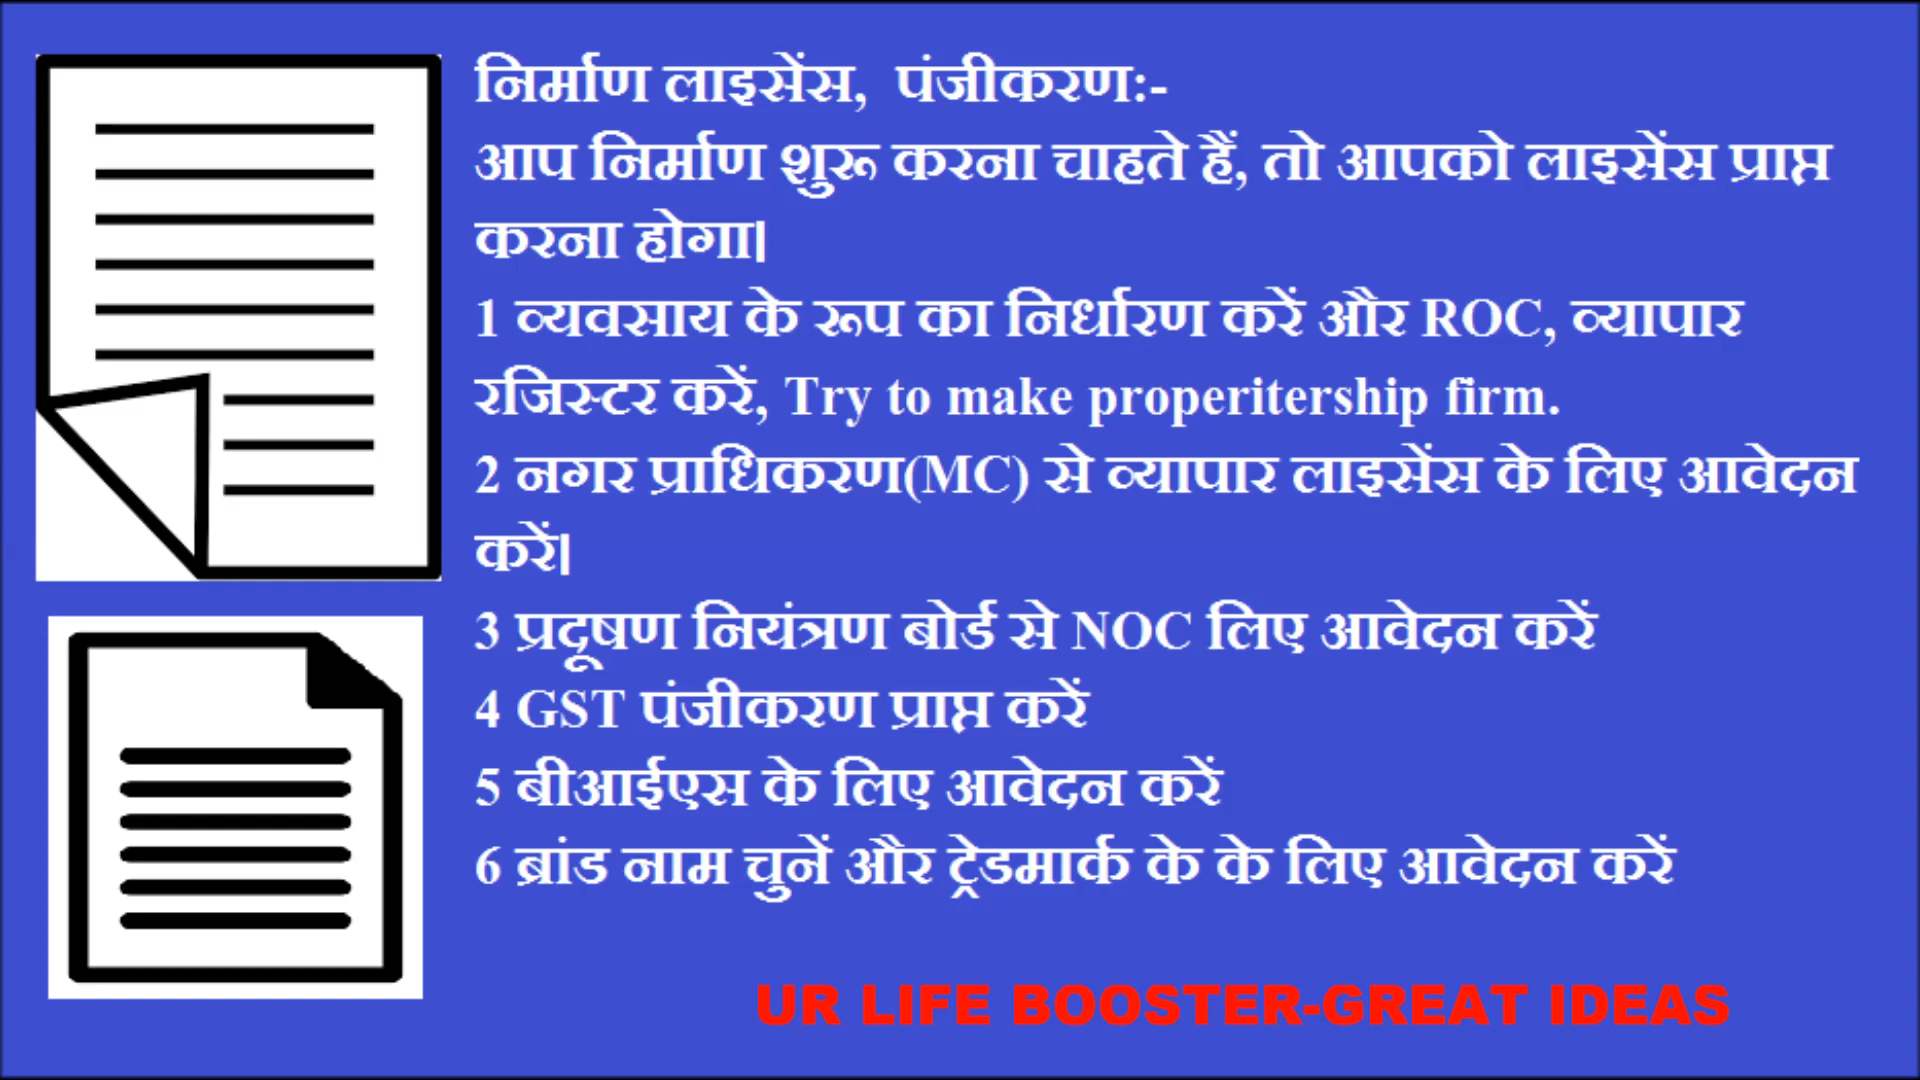 निर्माण लाइसेंस, पंजीकरण:-
आप निर्माण शुरू करना चाहते हैं, तो आपको लाइसेंस प्राप्त
करना होगा।
1 व्यवसाय के रूप का निर्धारण करें और ROC, व्यापार
रजिस्टर करें, Try to make properitership firm.
2 नगर प्राधिकरण(MC) से व्यापार लाइसेंस के लिए आवेदन
करें।
3 प्रदूषण नियंत्रण बोर्ड से NOC लिए आवेदन करें
4 GST पंजीकरण प्राप्त करें
5 बीआईएस के लिए आवेदन करें
6 ब्रांड नाम चुनें और ट्रेडमार्क के के लिए आवेदन करें
UR LIFE BOOSTER-GREAT IDEAS